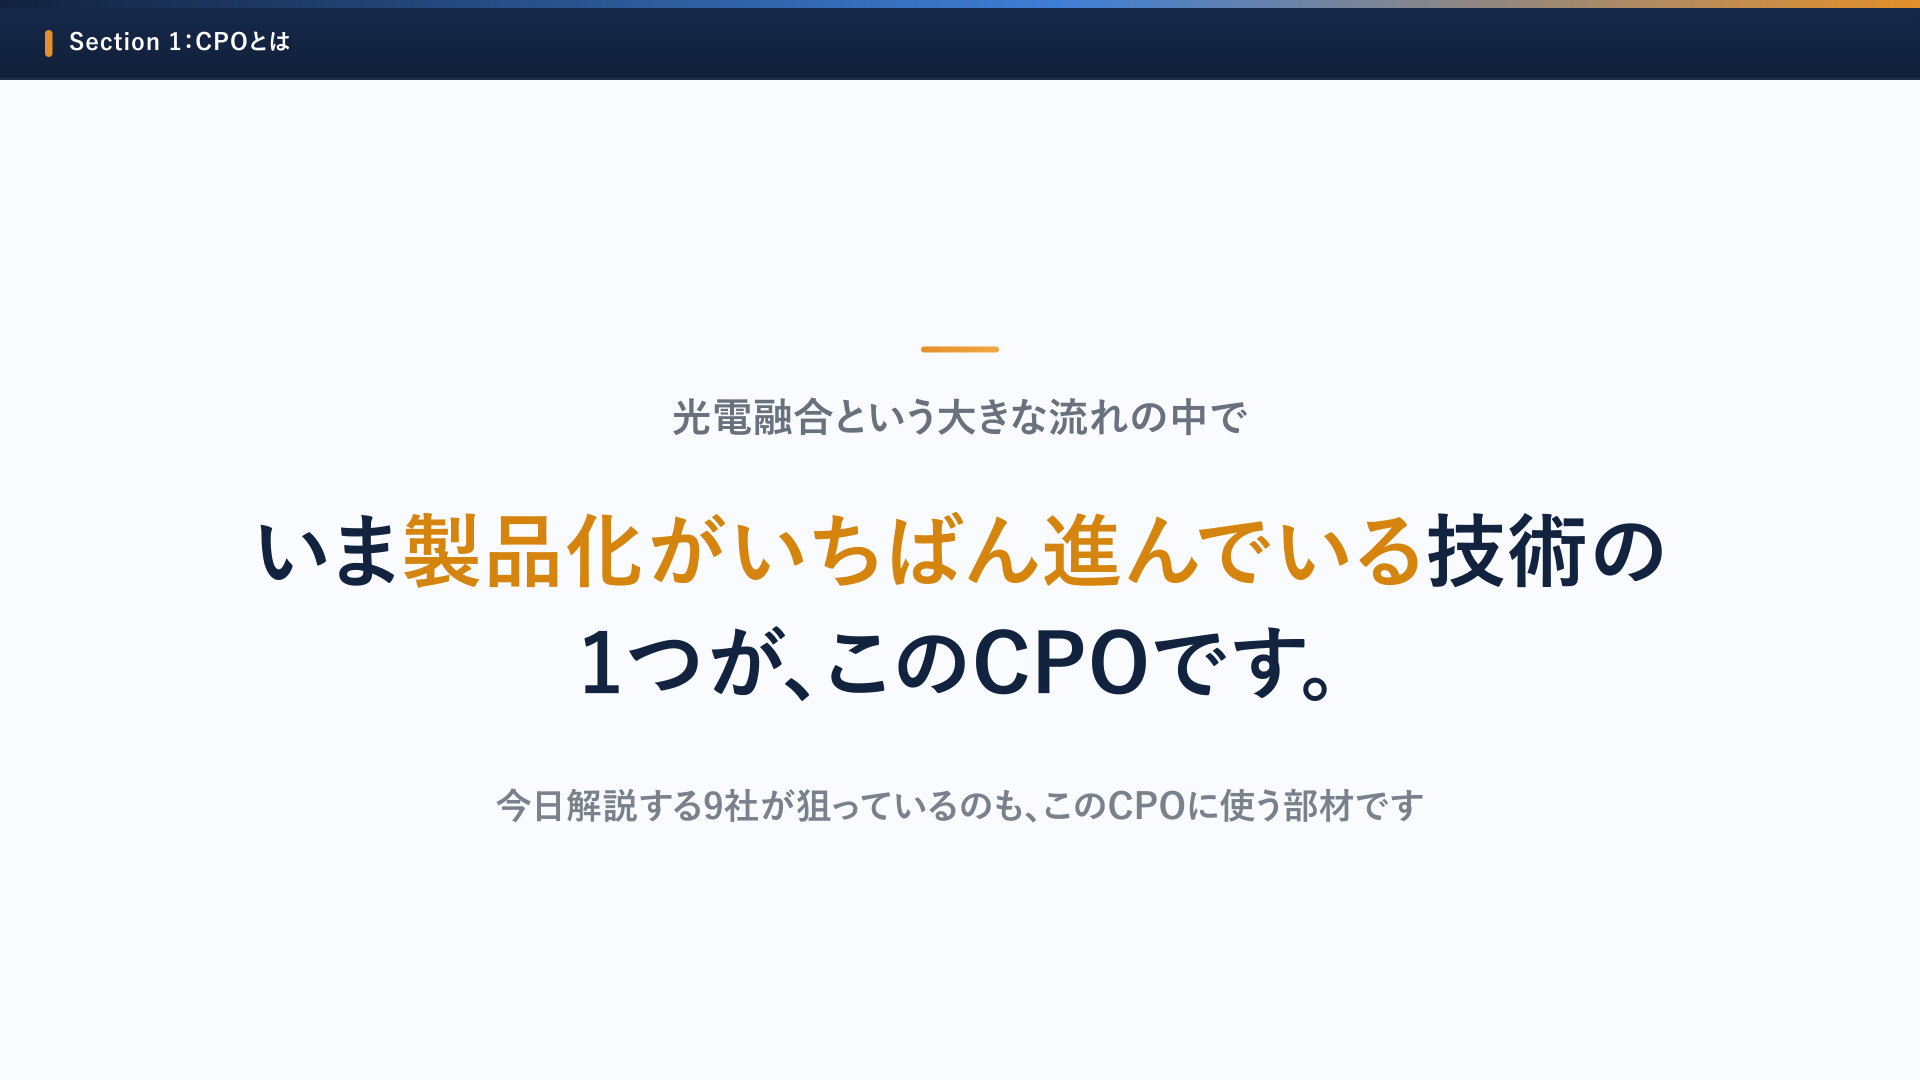 Section 1：CPOとは
光電融合という大きな流れの中で
いま製品化がいちばん進んでいる技術の
1つが、このCPOです。
今日解説する9社が狙っているのも、このCPOに使う部材です